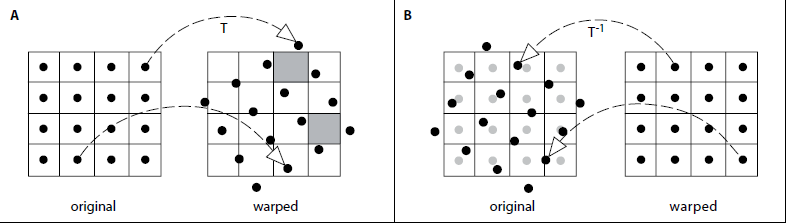 A
T
original
warped
B
T-1
original
warped